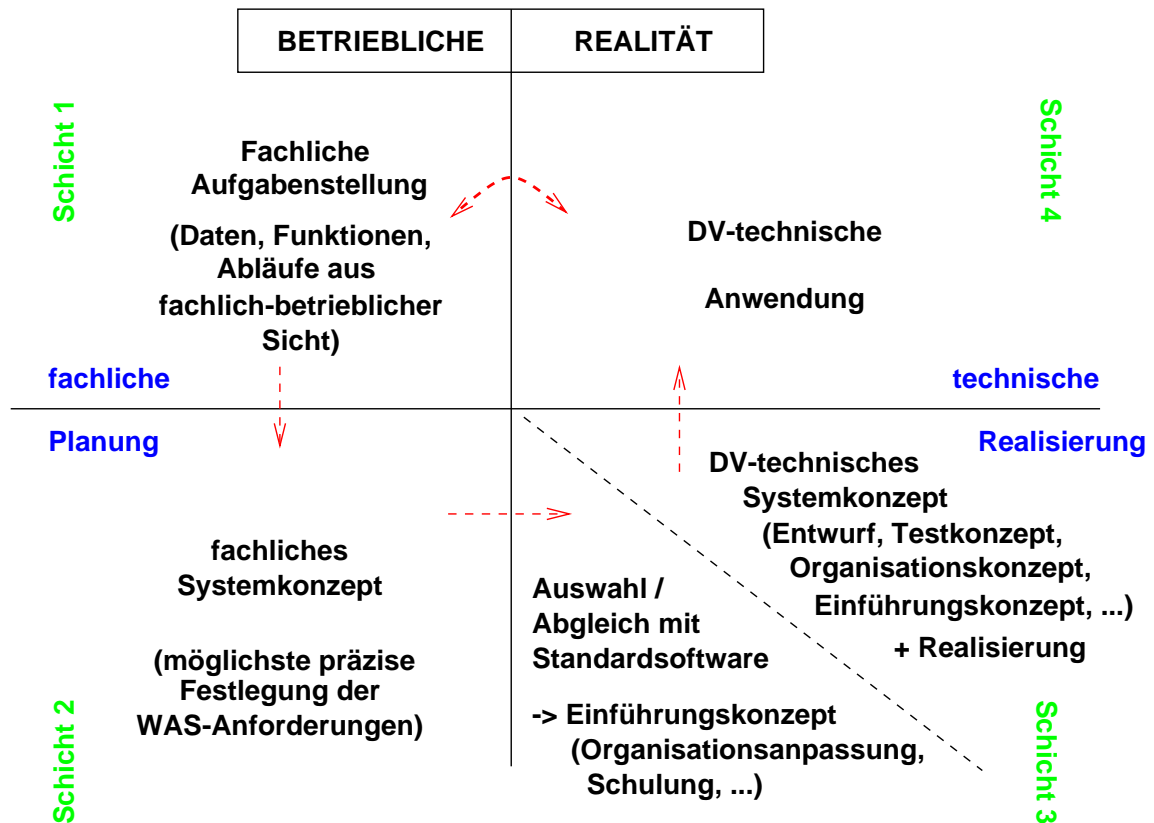 BETRIEBLICHE REALITÄT
Schicht 1
Fachliche
Aufgabenstellung
(Daten, Funktionen,
Abläufe aus
fachlich-betrieblicher
Sicht)
Schicht 4
DV-technische
Anwendung
fachliche
technische
Planung
Realisierung
Schicht 2
fachliches
Systemkonzept
(möglichste präzise
Festlegung der
WAS-Anforderungen)
Auswahl /
Abgleich mit
Standardsoftware
-> Einführungskonzept
(Organisationsanpassung,
Schulung, ...)
DV-technisches
Systemkonzept
(Entwurf, Testkonzept,
Organisationskonzept,
Einführungskonzept, ...)
+ Realisierung
Schicht 3